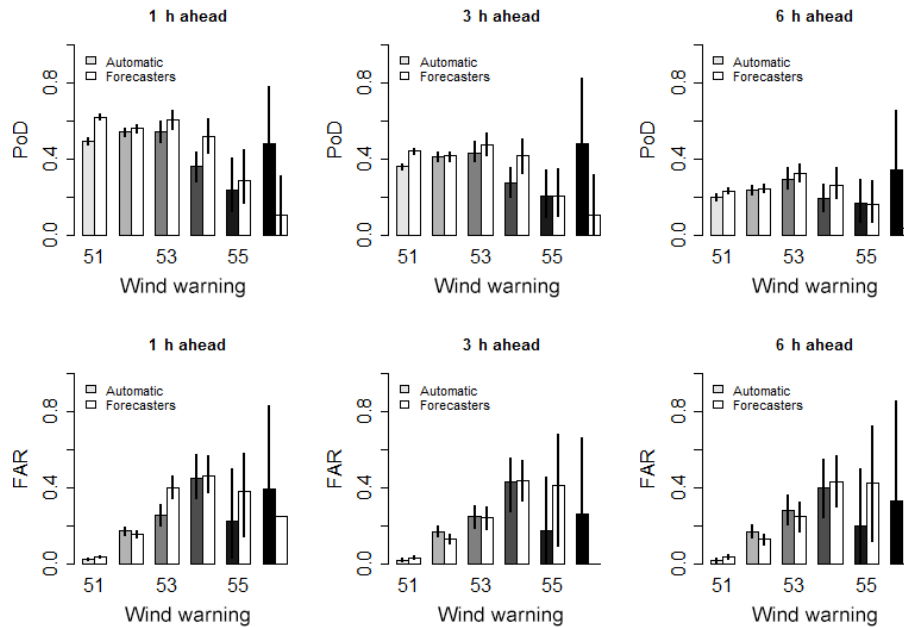 1 h ahead
3 h ahead
6 h ahead
Automatic
Forecasters
Automatic
Forecasters
Automatic
Forecasters
PoD
0.0 0.4 0.8
PoD
0.0 0.4 0.8
PoD
0.0 0.4 0.8
51 53 55
51 53 55
51 53 55
Wind warning
Wind warning
Wind warning
1 h ahead
3 h ahead
6 h ahead
Automatic
Forecasters
Automatic
Forecasters
Automatic
Forecasters
FAR
0.0 0.4 0.8
FAR
0.0 0.4 0.8
FAR
0.0 0.4 0.8
51 53 55
51 53 55
51 53 55
Wind warning
Wind warning
Wind warning